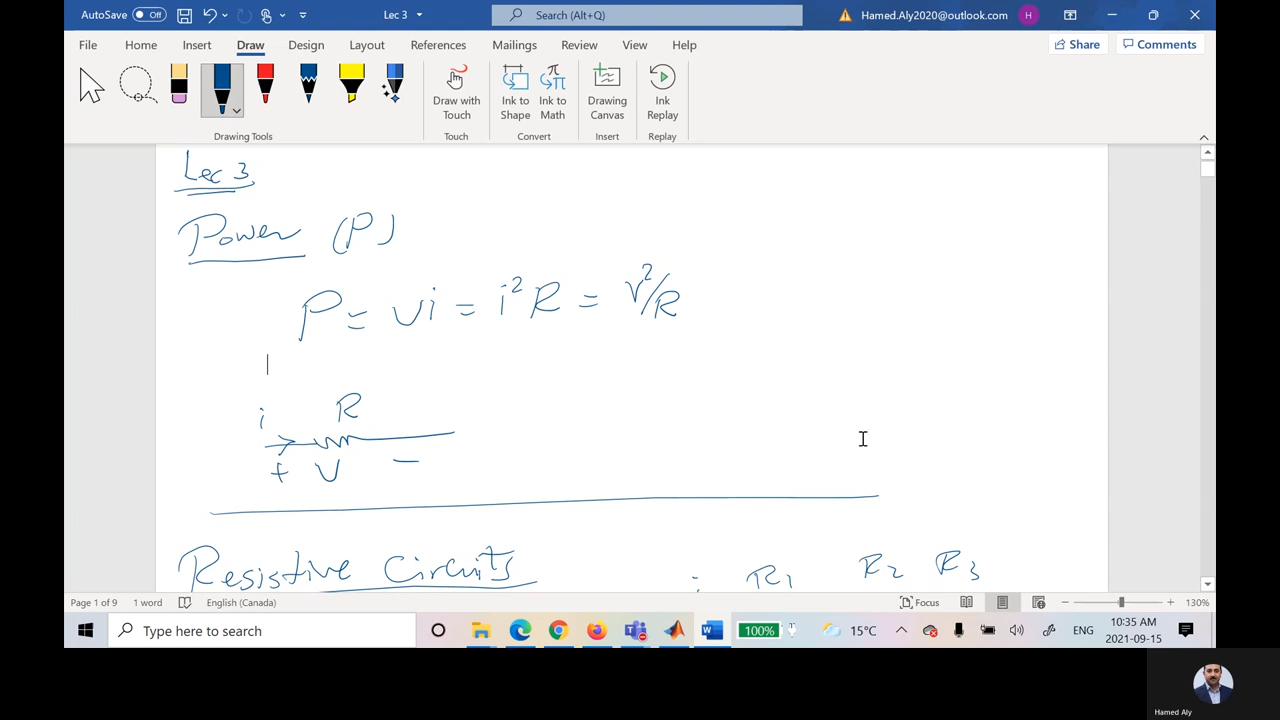 AutoSave Off
Lec 3
Search (Alt+Q)
Hamed.Aly2020@outlook.com
H
File Home Insert Draw Design Layout References Mailings Review View Help
Share Comments
Draw with Touch
Ink to Shape
Ink to Math
Drawing Canvas
Ink Replay
Drawing Tools Touch Convert Insert Replay
Lec 3
Power (P)
P = vi = i² R = v²/R
i R
+ V −
Resistive Circuits
R1 R2 R3
Page 1 of 9 1 word English (Canada) Focus 130%
Type here to search
100%
15°C
ENG
10:35 AM
2021-09-15
Hamed Aly